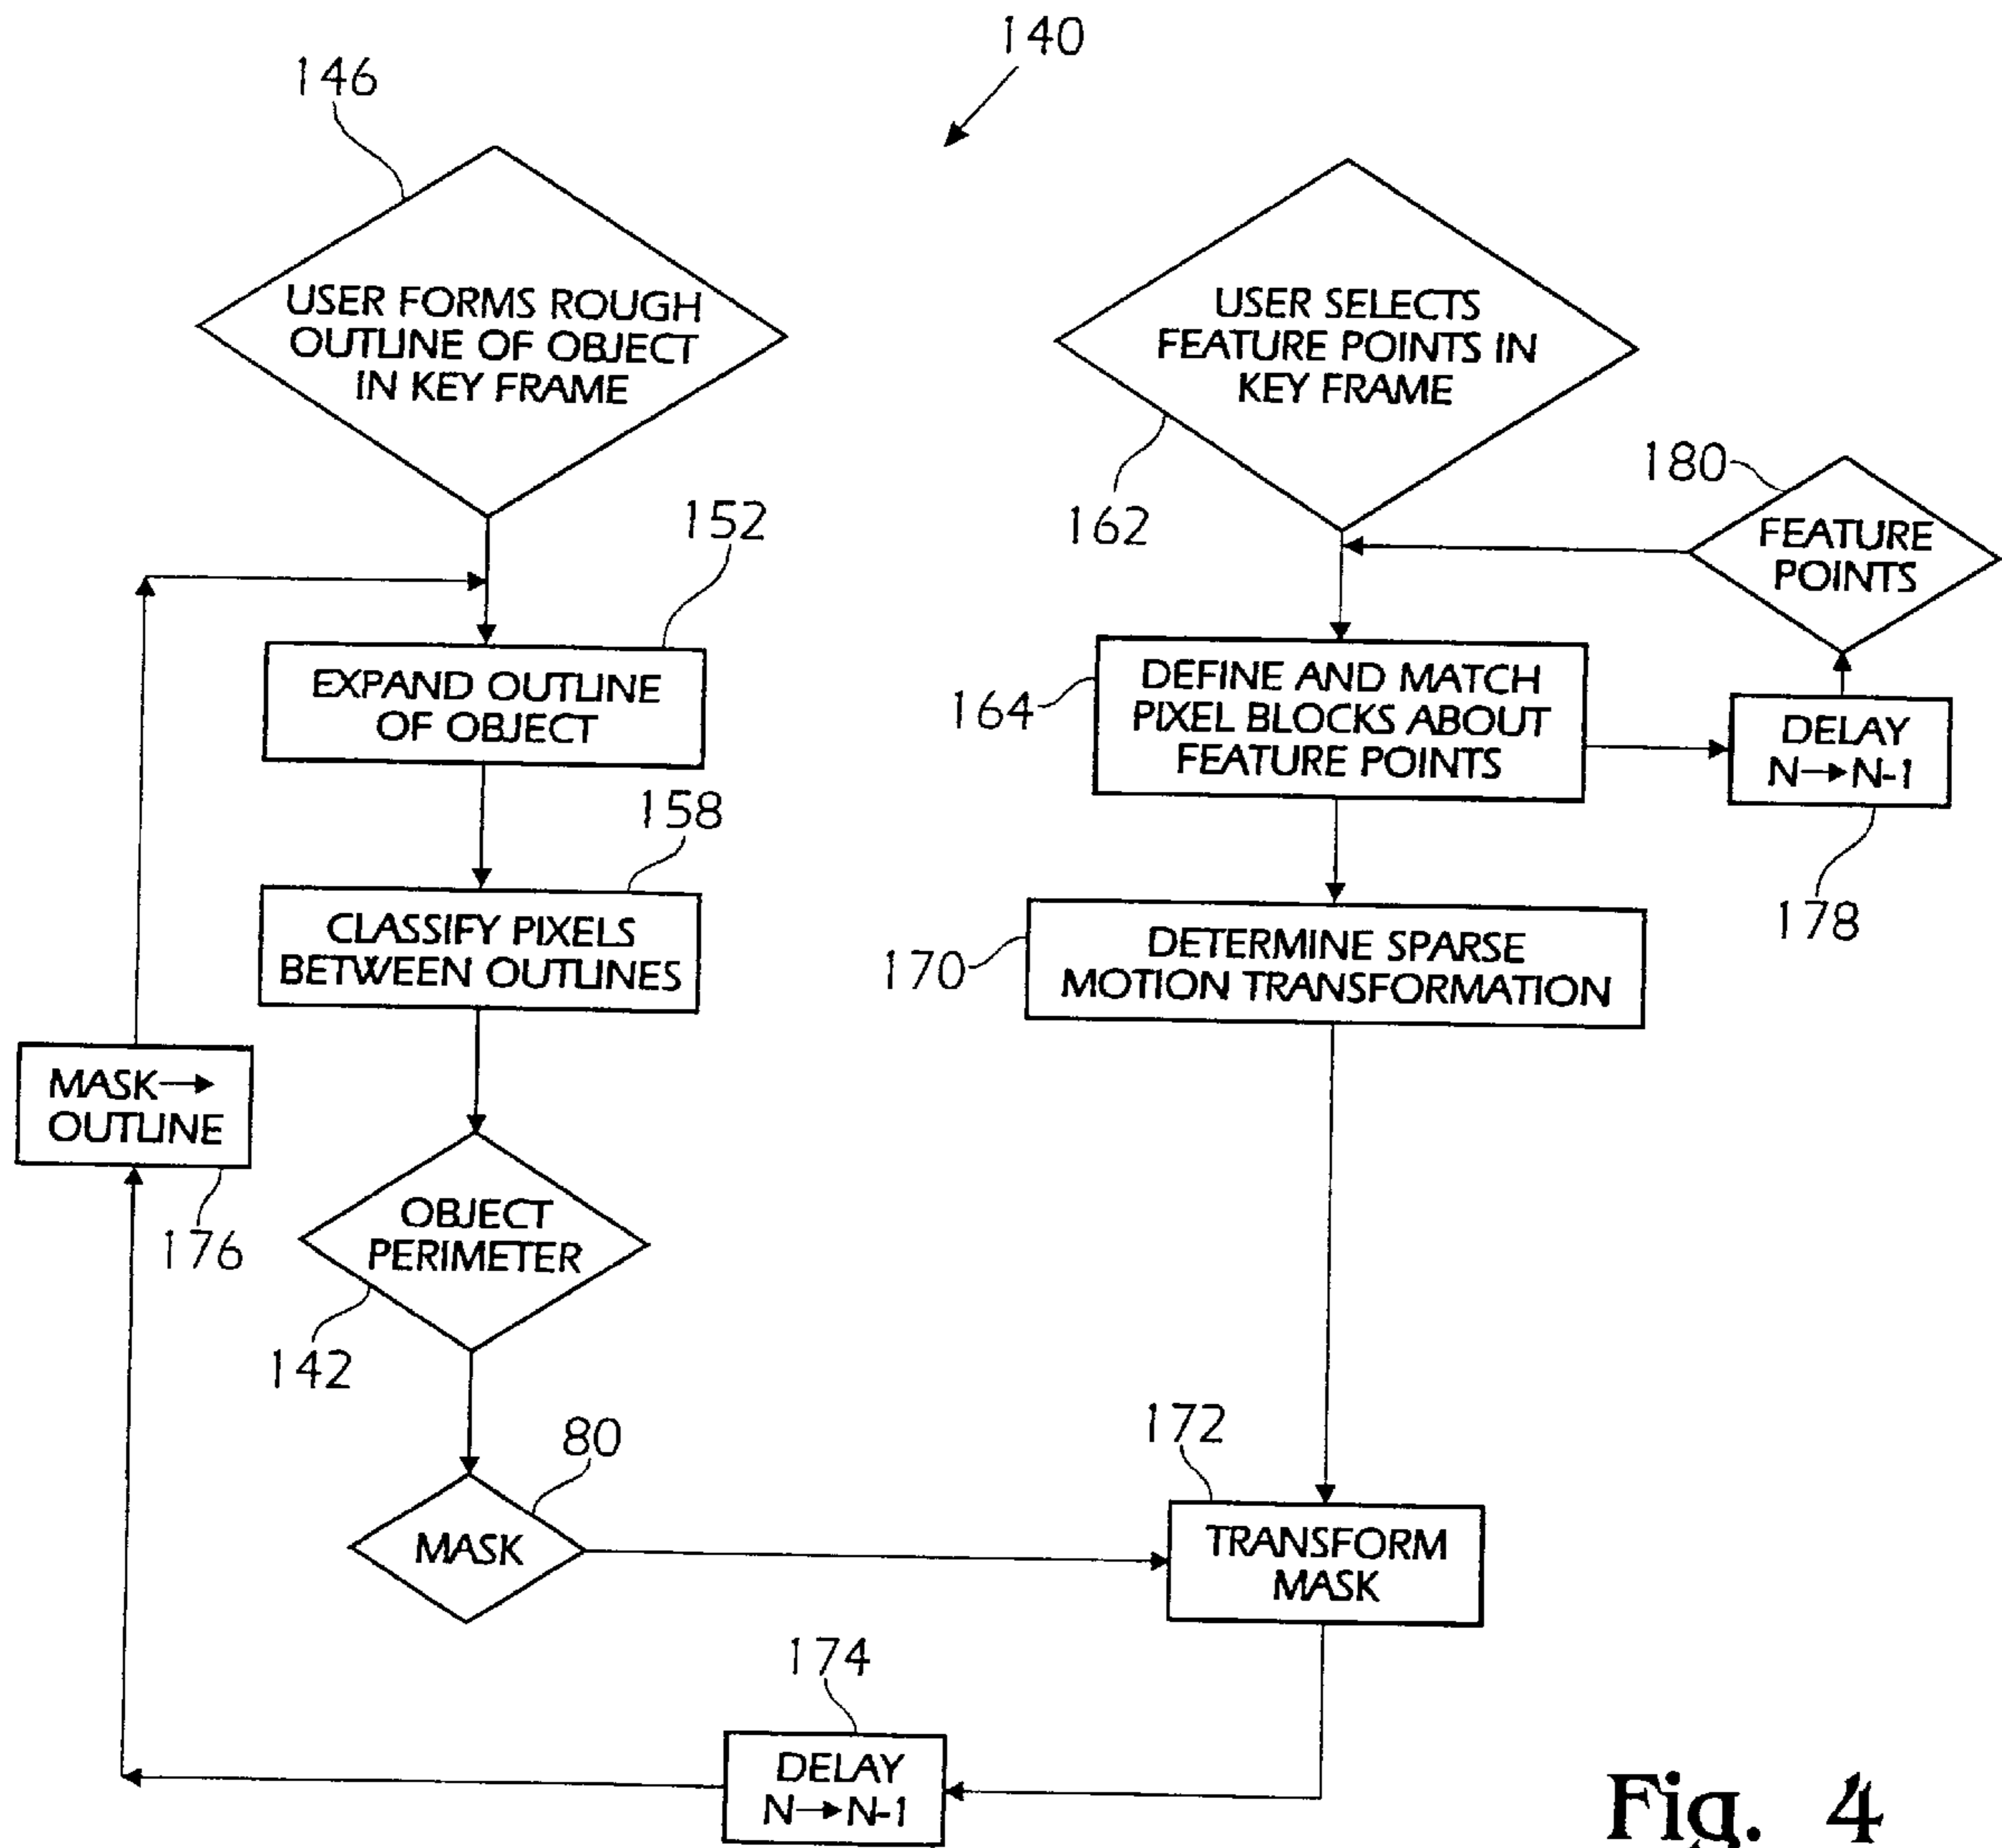 140
146
USER FORMS ROUGH
OUTLINE OF OBJECT
IN KEY FRAME
USER SELECTS
FEATURE POINTS IN
KEY FRAME
162
180
FEATURE
POINTS
152
EXPAND OUTLINE
OF OBJECT
164
DEFINE AND MATCH
PIXEL BLOCKS ABOUT
FEATURE POINTS
DELAY
N→N-1
178
158
CLASSIFY PIXELS
BETWEEN OUTLINES
170
DETERMINE SPARSE
MOTION TRANSFORMATION
MASK→
OUTLINE
176
OBJECT
PERIMETER
142
80
MASK
172
TRANSFORM
MASK
174
DELAY
N→N-1
Fig. 4